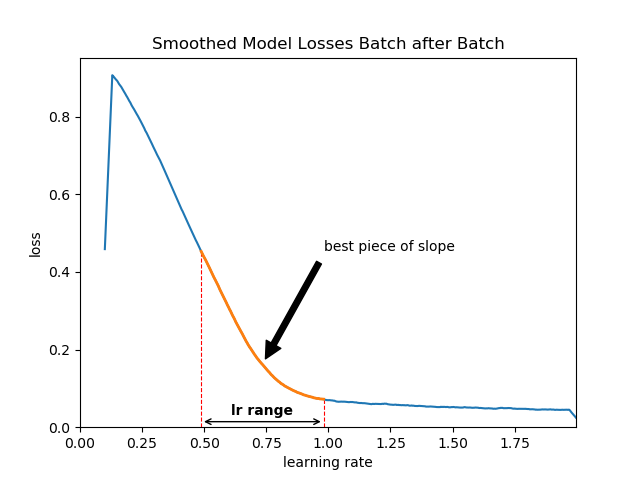 Smoothed Model Losses Batch after Batch
0.8
0.6
loss
best piece of slope
0.4
0.2
lr range
0.0
0.00 0.25 0.50 0.75 1.00 1.25 1.50 1.75
learning rate